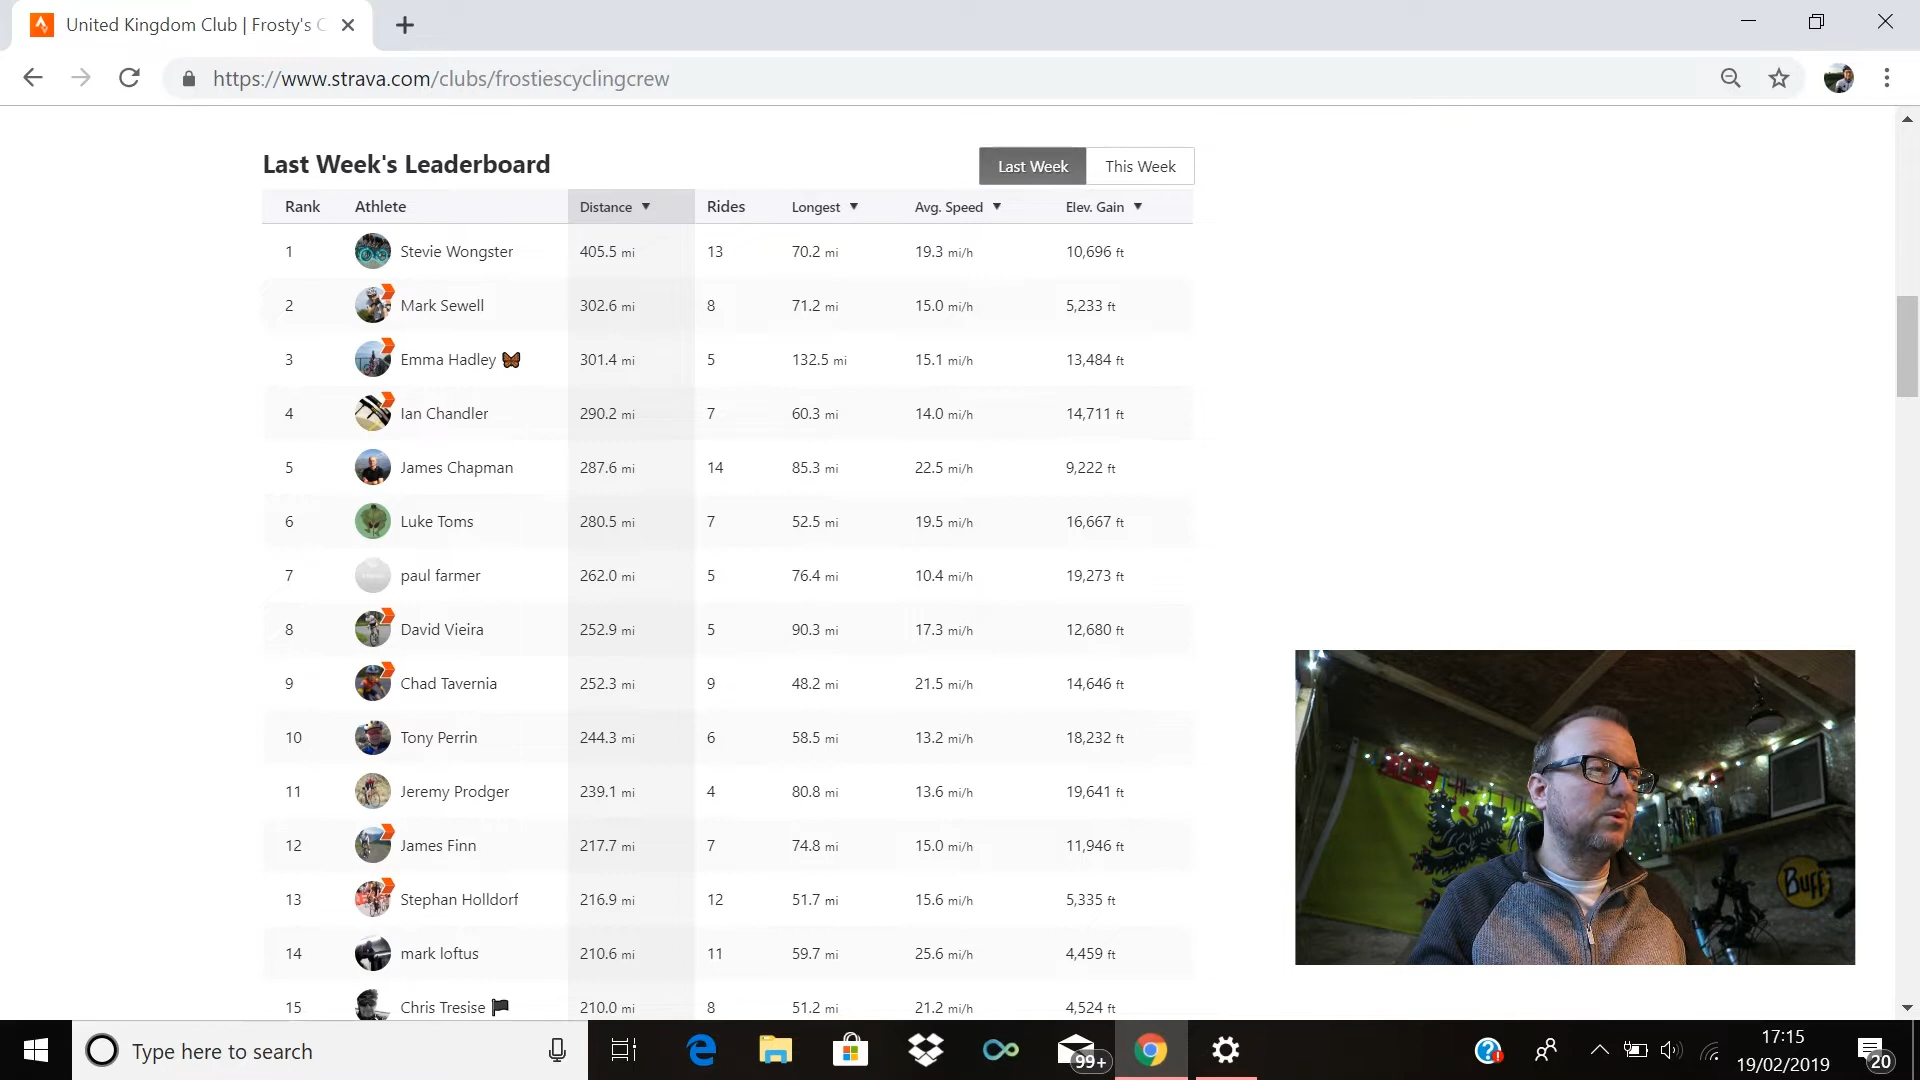 United Kingdom Club | Frosty's C
https://www.strava.com/clubs/frostiescyclingcrew
Last Week's Leaderboard
Last Week This Week
Rank Athlete Distance ▼ Rides Longest ▼ Avg. Speed ▼ Elev. Gain ▼
1 Stevie Wongster 405.5 mi 13 70.2 mi 19.3 mi/h 10,696 ft
2 Mark Sewell 302.6 mi 8 71.2 mi 15.0 mi/h 5,233 ft
3 Emma Hadley 🦋 301.4 mi 5 132.5 mi 15.1 mi/h 13,484 ft
4 Ian Chandler 290.2 mi 7 60.3 mi 14.0 mi/h 14,711 ft
5 James Chapman 287.6 mi 14 85.3 mi 22.5 mi/h 9,222 ft
6 Luke Toms 280.5 mi 7 52.5 mi 19.5 mi/h 16,667 ft
7 paul farmer 262.0 mi 5 76.4 mi 10.4 mi/h 19,273 ft
8 David Vieira 252.9 mi 5 90.3 mi 17.3 mi/h 12,680 ft
9 Chad Tavernia 252.3 mi 9 48.2 mi 21.5 mi/h 14,646 ft
10 Tony Perrin 244.3 mi 6 58.5 mi 13.2 mi/h 18,232 ft
11 Jeremy Prodger 239.1 mi 4 80.8 mi 13.6 mi/h 19,641 ft
12 James Finn 217.7 mi 7 74.8 mi 15.0 mi/h 11,946 ft
13 Stephan Holldorf 216.9 mi 12 51.7 mi 15.6 mi/h 5,335 ft
14 mark loftus 210.6 mi 11 59.7 mi 25.6 mi/h 4,459 ft
15 Chris Tresise 🏴 210.0 mi 8 51.2 mi 21.2 mi/h 4,524 ft
BUFF
Type here to search
99+
17:15
19/02/2019
20